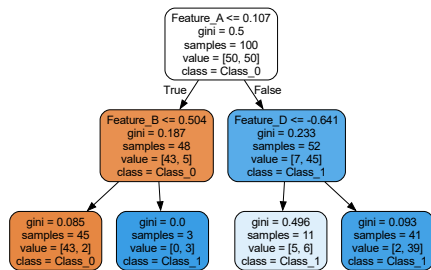 Feature_A <= 0.107
gini = 0.5
samples = 100
value = [50, 50]
class = Class_0
True
False
Feature_B <= 0.504
gini = 0.187
samples = 48
value = [43, 5]
class = Class_0
Feature_D <= -0.641
gini = 0.233
samples = 52
value = [7, 45]
class = Class_1
gini = 0.085
samples = 45
value = [43, 2]
class = Class_0
gini = 0.0
samples = 3
value = [0, 3]
class = Class_1
gini = 0.496
samples = 11
value = [5, 6]
class = Class_1
gini = 0.093
samples = 41
value = [2, 39]
class = Class_1